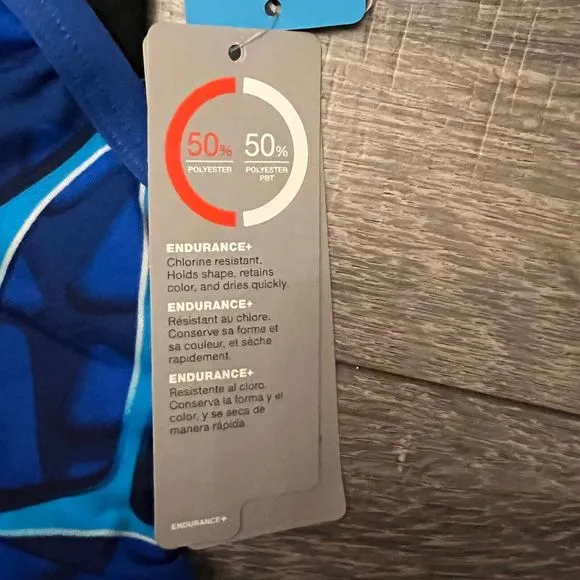 50% 50%
POLYESTER POLYESTER
PBT
ENDURANCE+
Chlorine resistant.
Holds shape, retains
color, and dries quickly.
ENDURANCE+
Résistant au chlore.
Conserve sa forme et
sa couleur, et sèche
rapidement.
ENDURANCE+
Resistente al cloro.
Conserva la forma y el
color, y se seca de
manera rápida.
ENDURANCE+